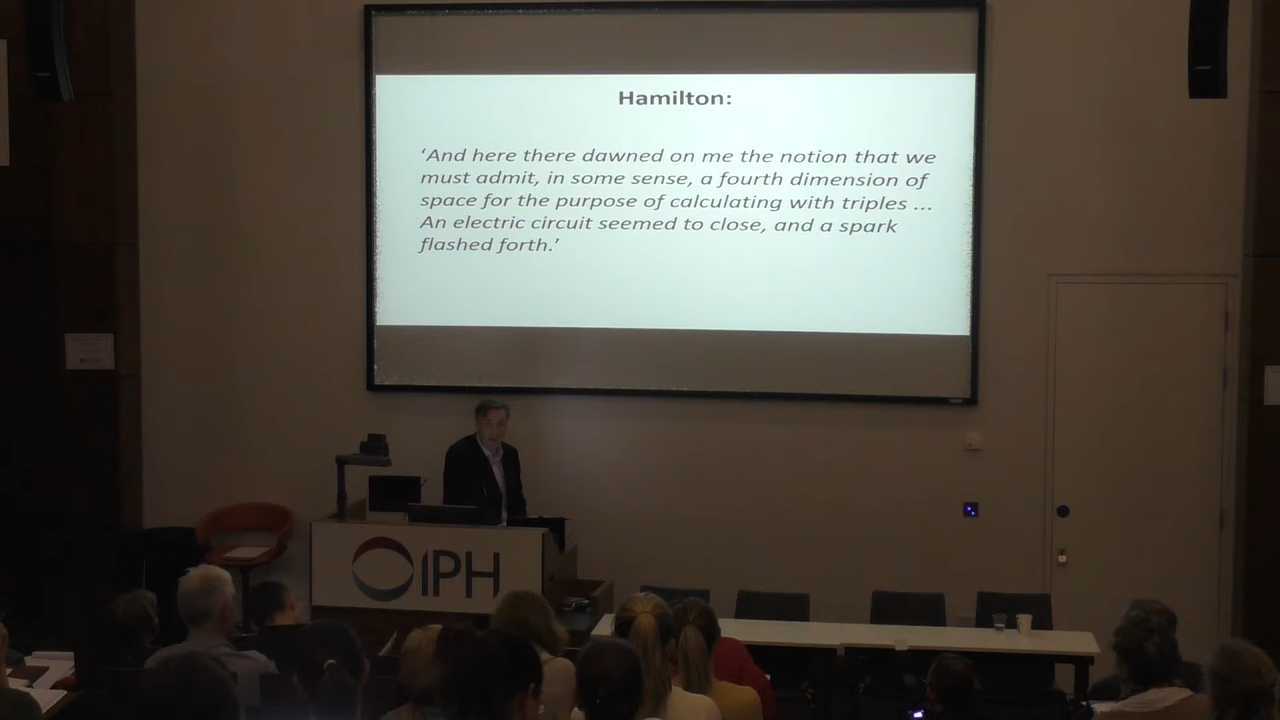 Hamilton:
‘And here there dawned on me the notion that we
must admit, in some sense, a fourth dimension of
space for the purpose of calculating with triples ...
An electric circuit seemed to close, and a spark
flashed forth.’
IPH